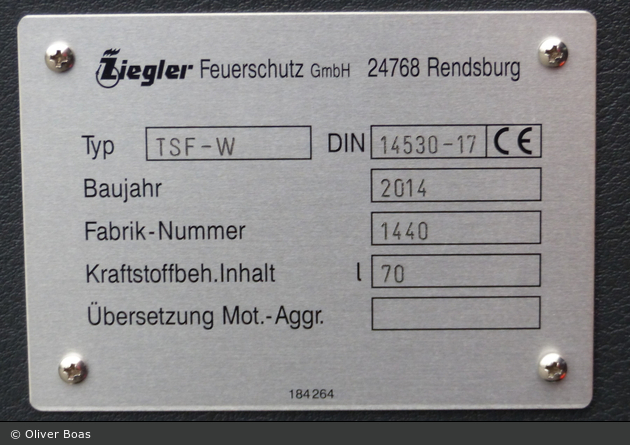 Ziegler Feuerschutz GmbH 24768 Rendsburg
Typ TSF-W DIN 14530-17 CE
Baujahr 2014
Fabrik-Nummer 1440
Kraftstoffbeh.Inhalt l 70
Übersetzung Mot.-Aggr.
184264
© Oliver Boas